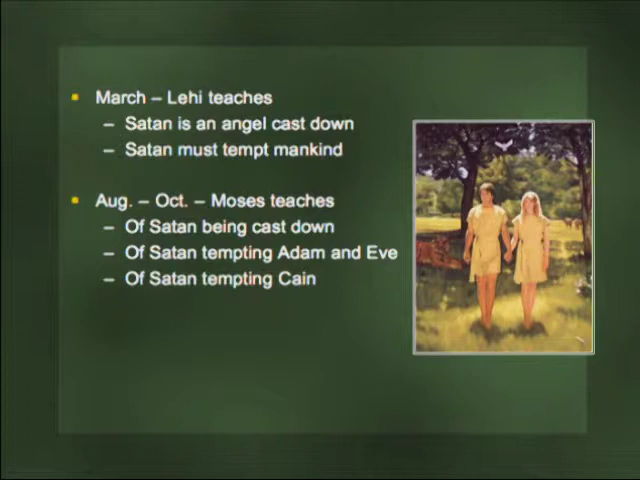 March – Lehi teaches
– Satan is an angel cast down
– Satan must tempt mankind
Aug. – Oct. – Moses teaches
– Of Satan being cast down
– Of Satan tempting Adam and Eve
– Of Satan tempting Cain